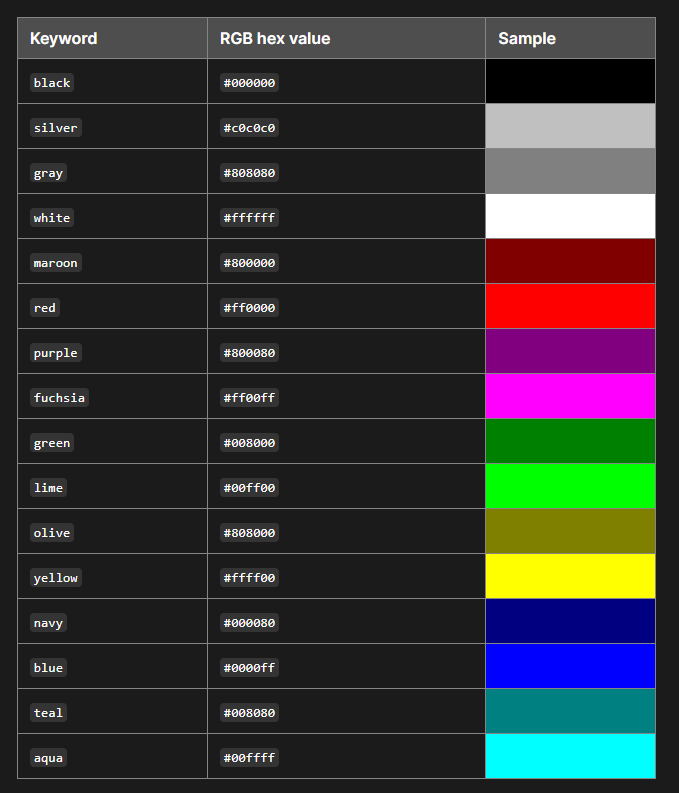 Keyword RGB hex value Sample
black #000000
silver #c0c0c0
gray #808080
white #ffffff
maroon #800000
red #ff0000
purple #800080
fuchsia #ff00ff
green #008000
lime #00ff00
olive #808000
yellow #ffff00
navy #000080
blue #0000ff
teal #008080
aqua #00ffff